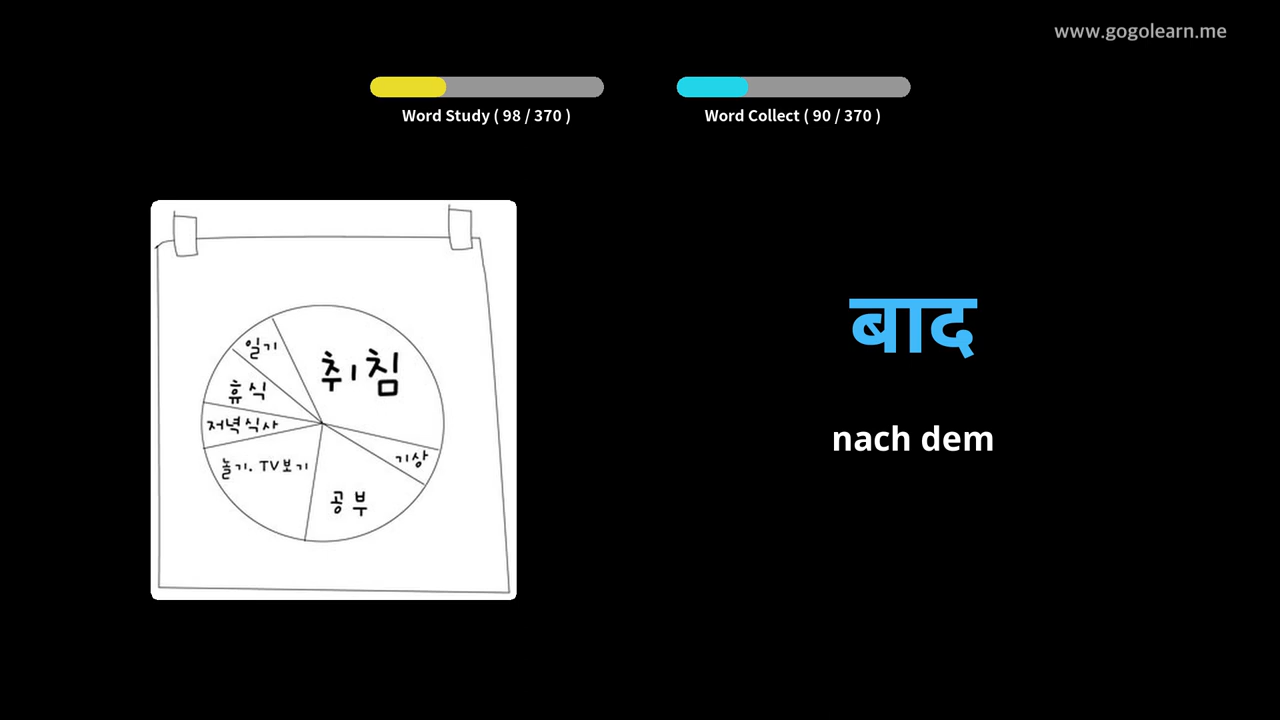 www.gogolearn.me
Word Study ( 98 / 370 )
Word Collect ( 90 / 370 )
일기
취침
휴식
저녁식사
놀기. TV보기
기상
공부
बाद
nach dem